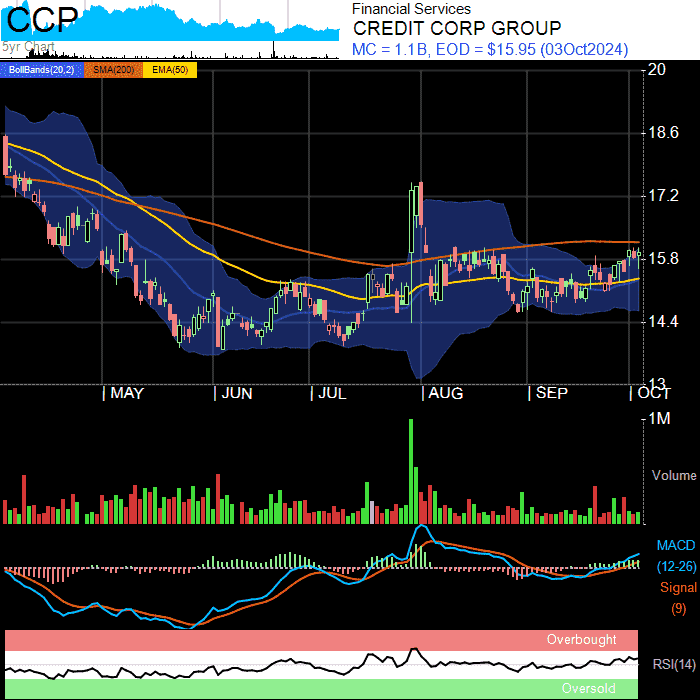 CCP
5yr Chart
Financial Services
CREDIT CORP GROUP
MC = 1.1B, EOD = $15.95 (03Oct2024)
BollBands(20,2) SMA(200) EMA(50)
20
18.6
17.2
15.8
14.4
13
MAY JUN JUL AUG SEP OCT
1M
Volume
MACD
(12-26)
Signal
(9)
Overbought
RSI(14)
Oversold